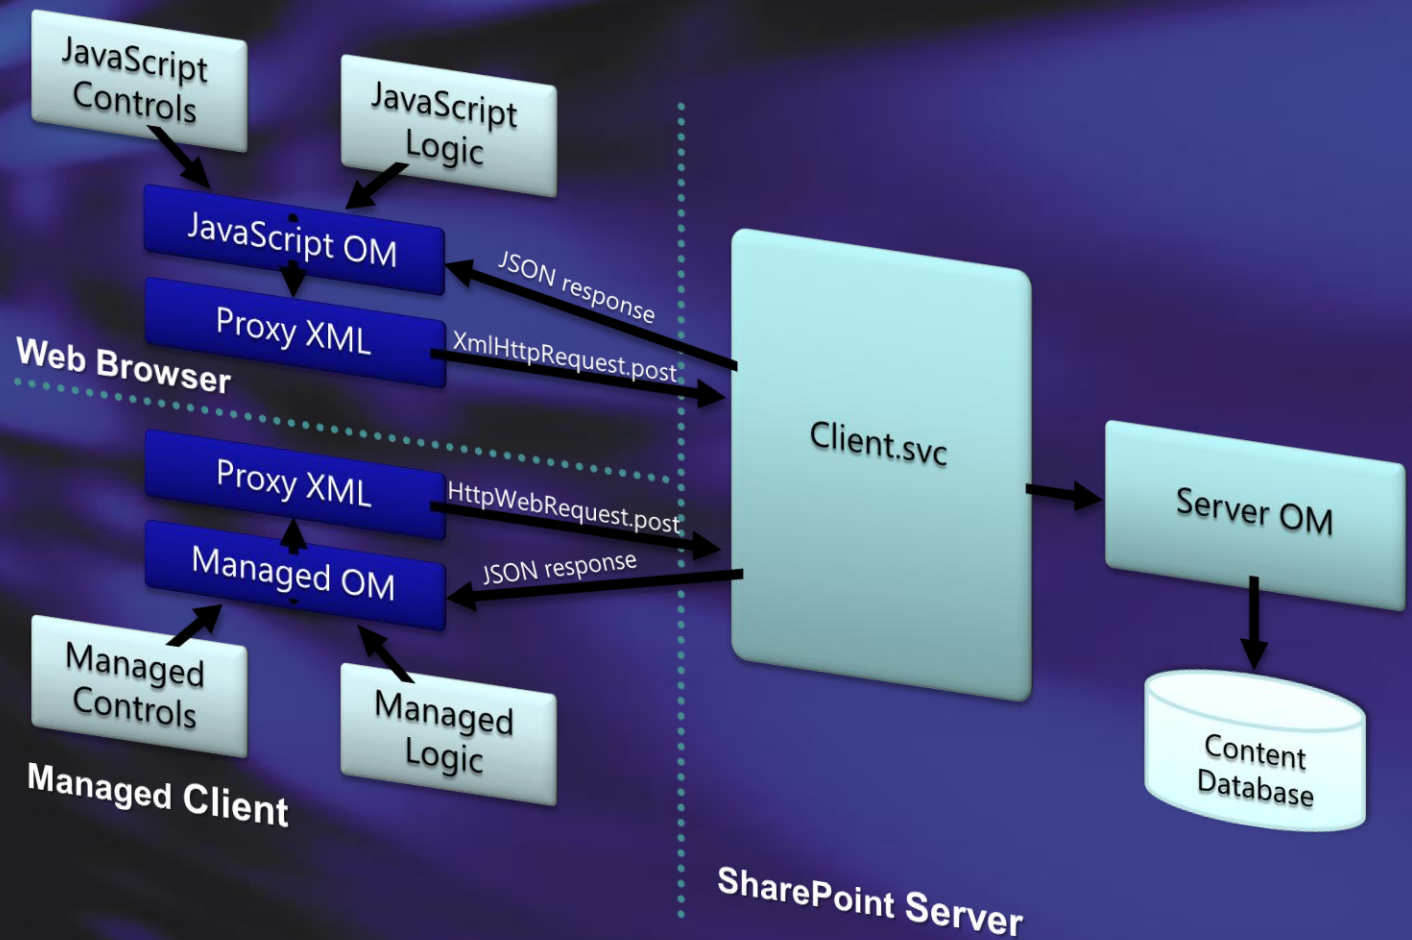 JavaScript
Controls
JavaScript
Logic
JavaScript OM
JSON response
Proxy XML
XmlHttpRequest.post
Web Browser
Proxy XML
HttpWebRequest.post
Managed OM
JSON response
Managed
Controls
Managed
Logic
Managed Client
Client.svc
Server OM
Content
Database
SharePoint Server